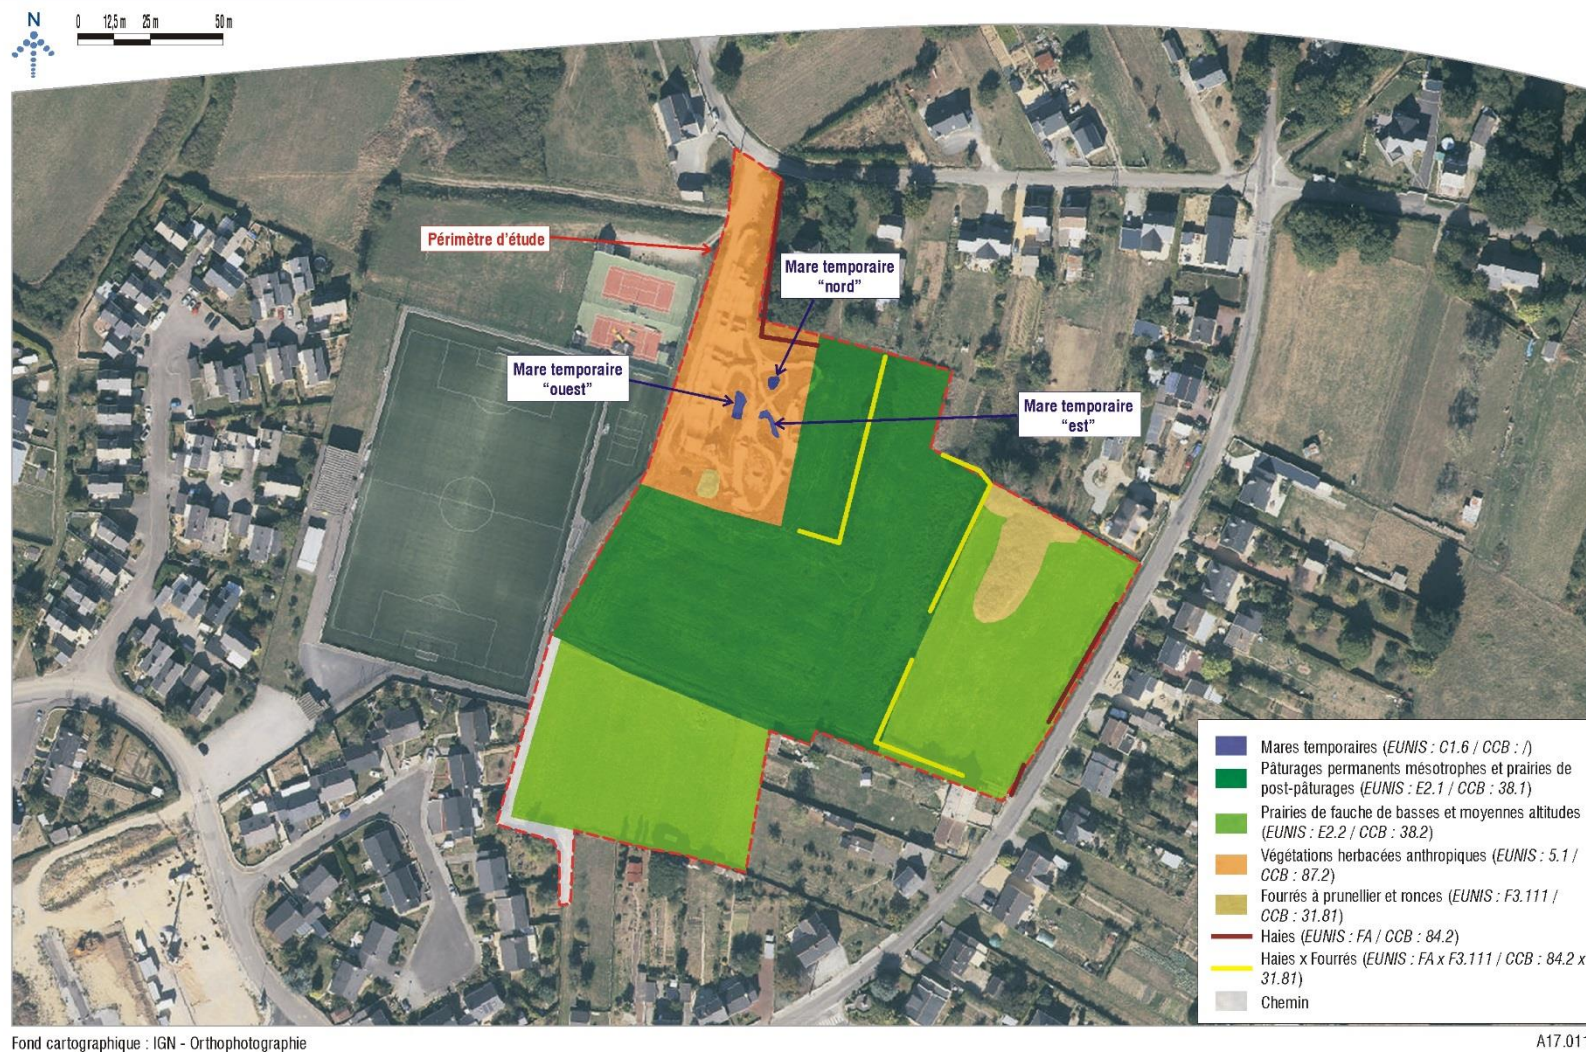 N
0 12,5 m 25 m 50 m
Périmètre d'étude
Mare temporaire
"nord"
Mare temporaire
"ouest"
Mare temporaire
"est"
Mares temporaires (EUNIS : C1.6 / CCB : /)
Pâturages permanents mésotrophes et prairies de
post-pâturages (EUNIS : E2.1 / CCB : 38.1)
Prairies de fauche de basses et moyennes altitudes
(EUNIS : E2.2 / CCB : 38.2)
Végétations herbacées anthropiques (EUNIS : 5.1 /
CCB : 87.2)
Fourrés à prunellier et ronces (EUNIS : F3.111 /
CCB : 31.81)
Haies (EUNIS : FA / CCB : 84.2)
Haies x Fourrés (EUNIS : FA x F3.111 / CCB : 84.2 x
31.81)
Chemin
Fond cartographique : IGN - Orthophotographie
A17.011